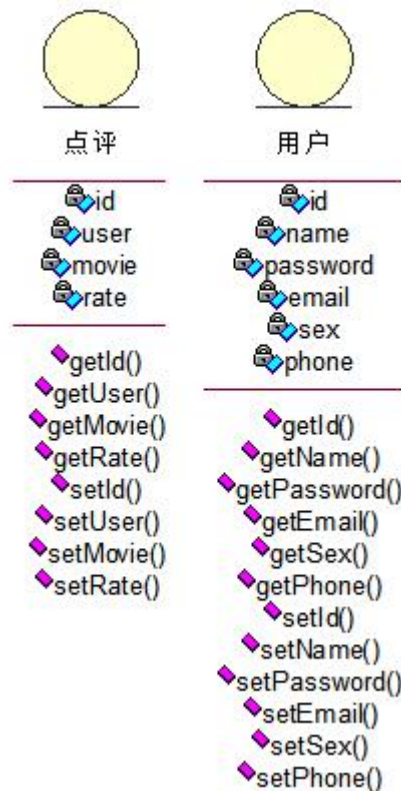 点评
id
user
movie
rate
getId()
getUser()
getMovie()
getRate()
setId()
setUser()
setMovie()
setRate()
用户
id
name
password
email
sex
phone
getId()
getName()
getPassword()
getEmail()
getSex()
getPhone()
setId()
setName()
setPassword()
setEmail()
setSex()
setPhone()